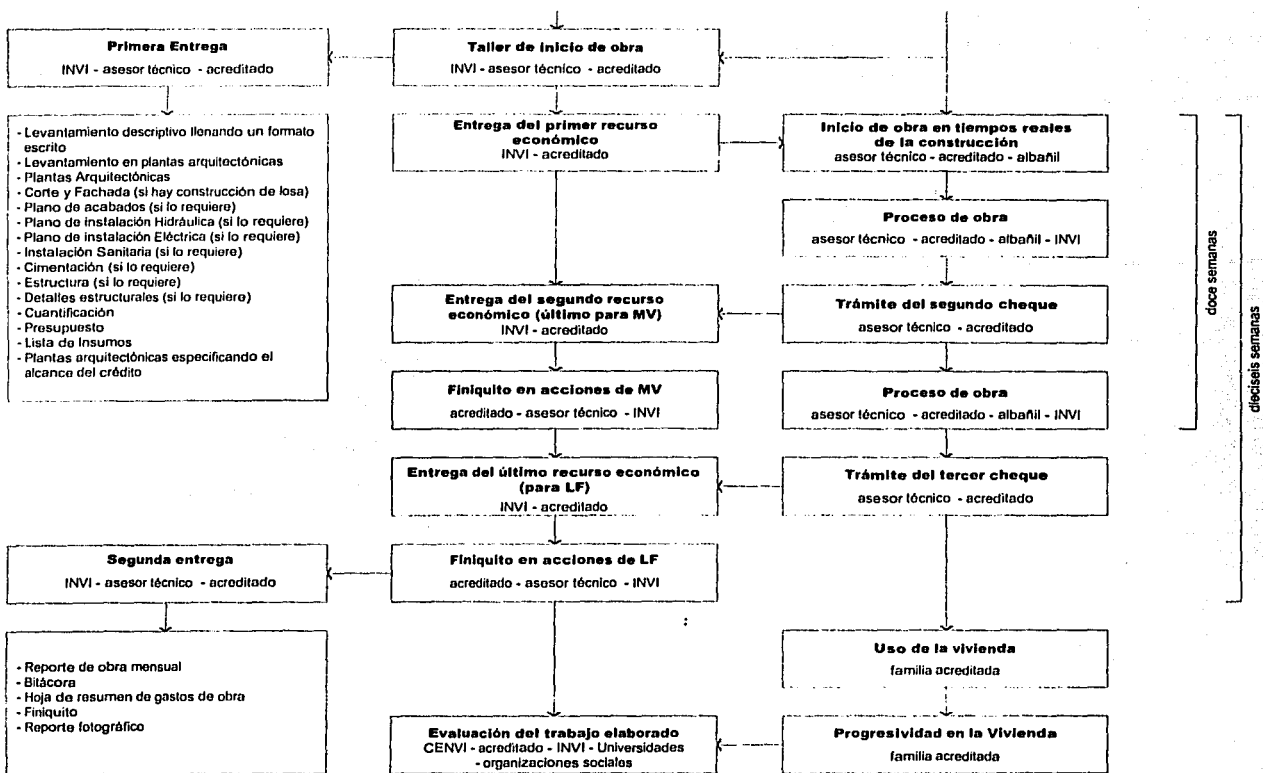 Primera Entrega
INVI - asesor técnico - acreditado
- Levantamiento descriptivo llenando un formato
escrito
- Levantamiento en plantas arquitectónicas
- Plantas Arquitectónicas
- Corte y Fachada (si hay construcción de losa)
- Plano de acabados (si lo requiere)
- Plano de instalación Hidráulica (si lo requiere)
- Plano de instalación Eléctrica (si lo requiere)
- Instalación Sanitaria (si lo requiere)
- Cimentación (si lo requiere)
- Estructura (si lo requiere)
- Detalles estructurales (si lo requiere)
- Cuantificación
- Presupuesto
- Lista de Insumos
- Plantas arquitectónicas especificando el
alcance del crédito
Segunda entrega
INVI - asesor técnico - acreditado
- Reporte de obra mensual
- Bitácora
- Hoja de resumen de gastos de obra
- Finiquito
- Reporte fotográfico
Taller de inicio de obra
INVI - asesor técnico - acreditado
Entrega del primer recurso
económico
INVI - acreditado
Entrega del segundo recurso
económico (último para MV)
INVI - acreditado
Finiquito en acciones de MV
acreditado - asesor técnico - INVI
Entrega del último recurso económico
(para LF)
INVI - acreditado
Finiquito en acciones de LF
acreditado - asesor técnico - INVI
Evaluación del trabajo elaborado
CENVI - acreditado - INVI - Universidades
- organizaciones sociales
Inicio de obra en tiempos reales
de la construcción
asesor técnico - acreditado - albañil
Proceso de obra
asesor técnico - acreditado - albañil - INVI
Trámite del segundo cheque
asesor técnico - acreditado
Proceso de obra
asesor técnico - acreditado - albañil - INVI
Trámite del tercer cheque
asesor técnico - acreditado
Uso de la vivienda
familia acreditada
Progresividad en la Vivienda
familia acreditada
doce semanas
dieciseis semanas